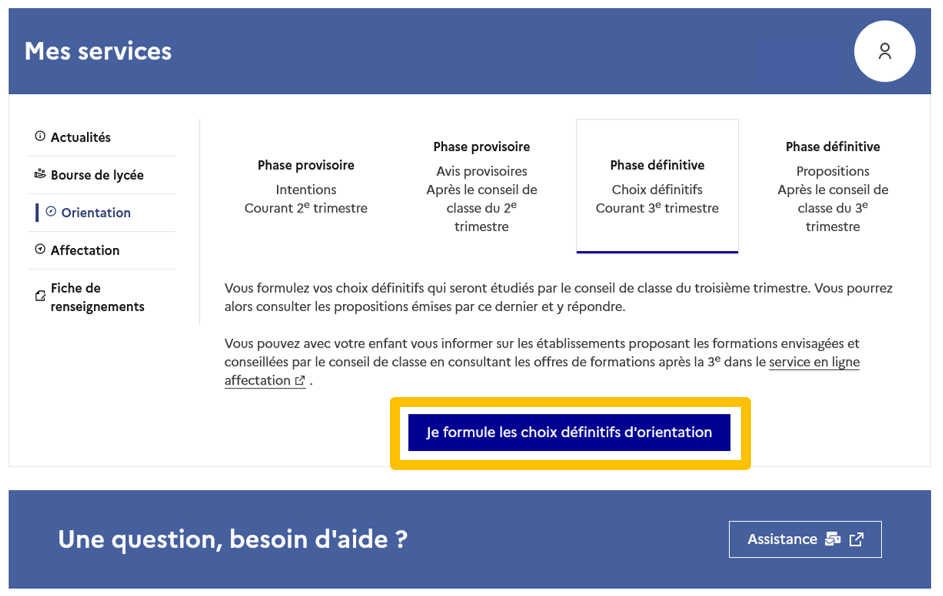 Mes services
Actualités
Bourse de lycée
Orientation
Affectation
Fiche de
renseignements
Phase provisoire
Intentions
Courant 2e trimestre
Phase provisoire
Avis provisoires
Après le conseil de
classe du 2e
trimestre
Phase définitive
Choix définitifs
Courant 3e trimestre
Phase définitive
Propositions
Après le conseil de
classe du 3e
trimestre
Vous formulez vos choix définitifs qui seront étudiés par le conseil de classe du troisième trimestre. Vous pourrez
alors consulter les propositions émises par ce dernier et y répondre.
Vous pouvez avec votre enfant vous informer sur les établissements proposant les formations envisagées et
conseillées par le conseil de classe en consultant les offres de formations après la 3e dans le service en ligne
affectation .
Je formule les choix définitifs d'orientation
Une question, besoin d'aide ?
Assistance